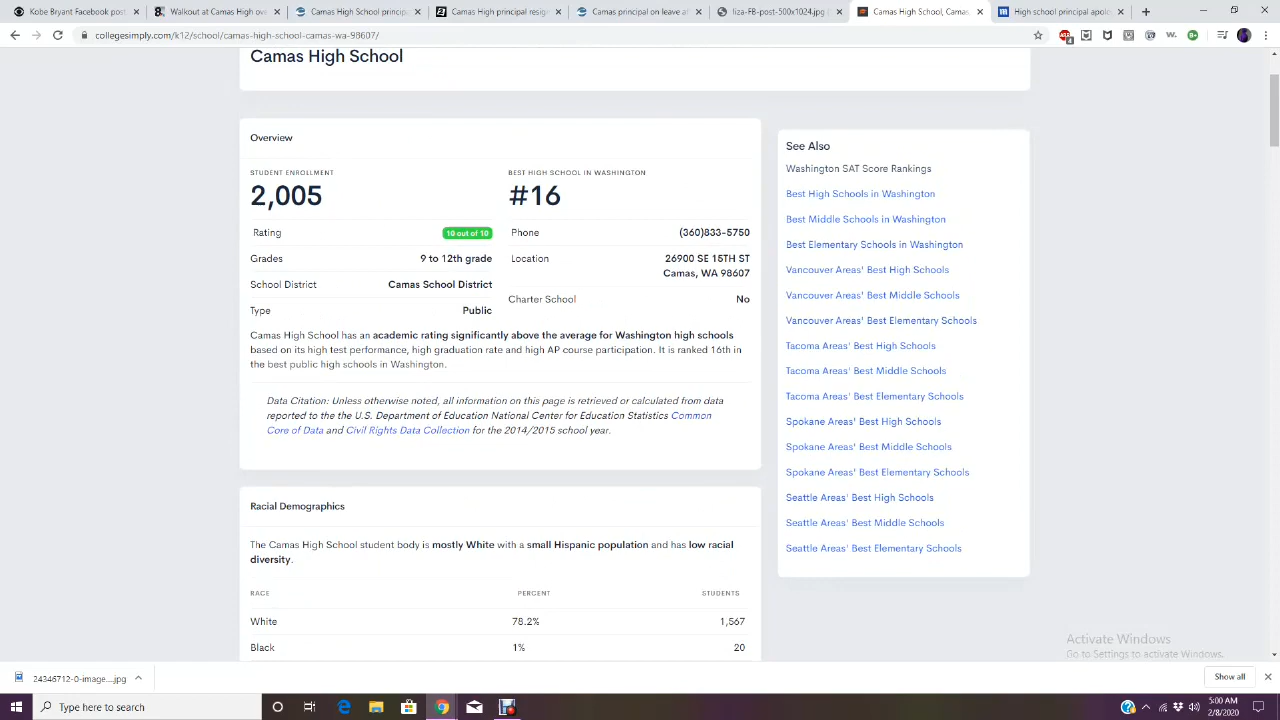 Kobe Bryant Facebook post
Walkout at Camas High ov
Camas High School princip
Camas High principal resign
Camas principal on leave af
liza-FB-post-500x1024.jpg
Camas High School, Camas
High school principal apolo
collegesimply.com/k12/school/camas-high-school-camas-wa-98607/
Camas High School
Overview
STUDENT ENROLLMENT
2,005
BEST HIGH SCHOOL IN WASHINGTON
#16
Rating 10 out of 10
Grades 9 to 12th grade
School District Camas School District
Type Public
Phone (360)833-5750
Location 26900 SE 15TH ST
Camas, WA 98607
Charter School No
Camas High School has an academic rating significantly above the average for Washington high schools
based on its high test performance, high graduation rate and high AP course participation. It is ranked 16th in
the best public high schools in Washington.
Data Citation: Unless otherwise noted, all information on this page is retrieved or calculated from data
reported to the the U.S. Department of Education National Center for Education Statistics Common
Core of Data and Civil Rights Data Collection for the 2014/2015 school year.
Racial Demographics
The Camas High School student body is mostly White with a small Hispanic population and has low racial
diversity.
RACE PERCENT STUDENTS
White 78.2% 1,567
Black 1% 20
See Also
Washington SAT Score Rankings
Best High Schools in Washington
Best Middle Schools in Washington
Best Elementary Schools in Washington
Vancouver Areas' Best High Schools
Vancouver Areas' Best Middle Schools
Vancouver Areas' Best Elementary Schools
Tacoma Areas' Best High Schools
Tacoma Areas' Best Middle Schools
Tacoma Areas' Best Elementary Schools
Spokane Areas' Best High Schools
Spokane Areas' Best Middle Schools
Spokane Areas' Best Elementary Schools
Seattle Areas' Best High Schools
Seattle Areas' Best Middle Schools
Seattle Areas' Best Elementary Schools
Activate Windows
Go to Settings to activate Windows.
24346712-0-image....jpg
Show all
Type here to search
5:00 AM
2/8/2020